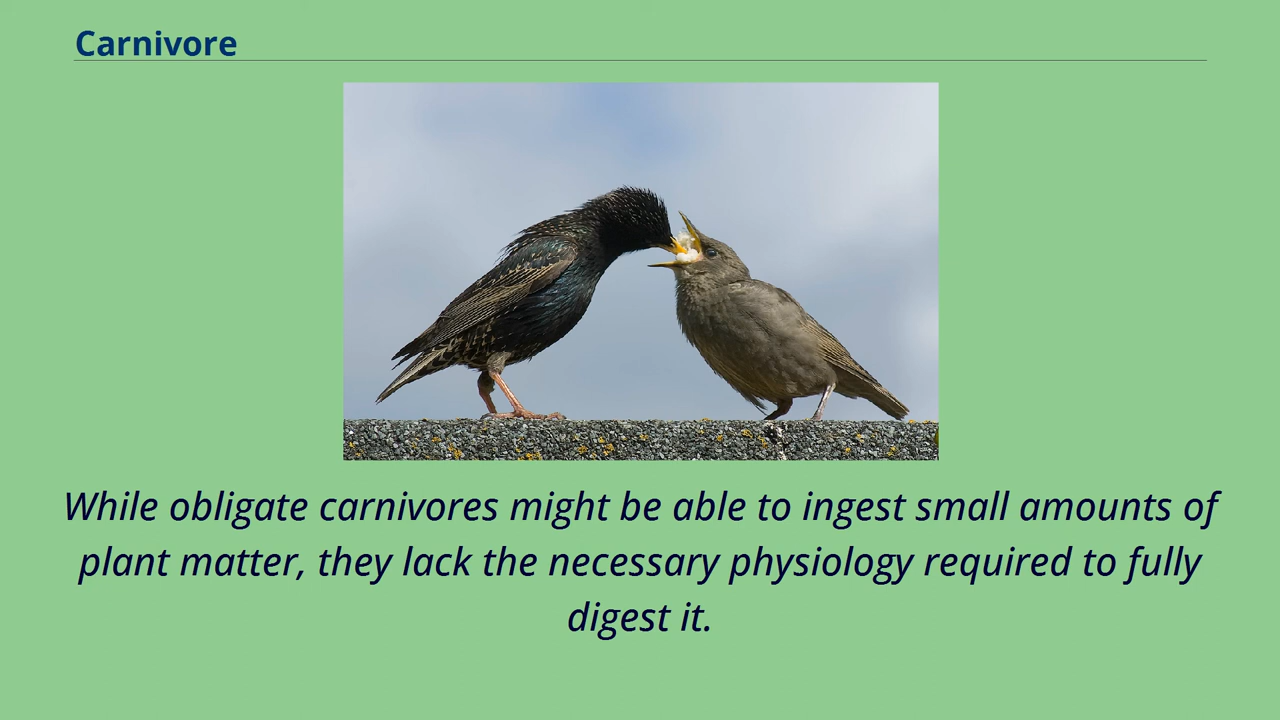 Carnivore
While obligate carnivores might be able to ingest small amounts of
plant matter, they lack the necessary physiology required to fully
digest it.